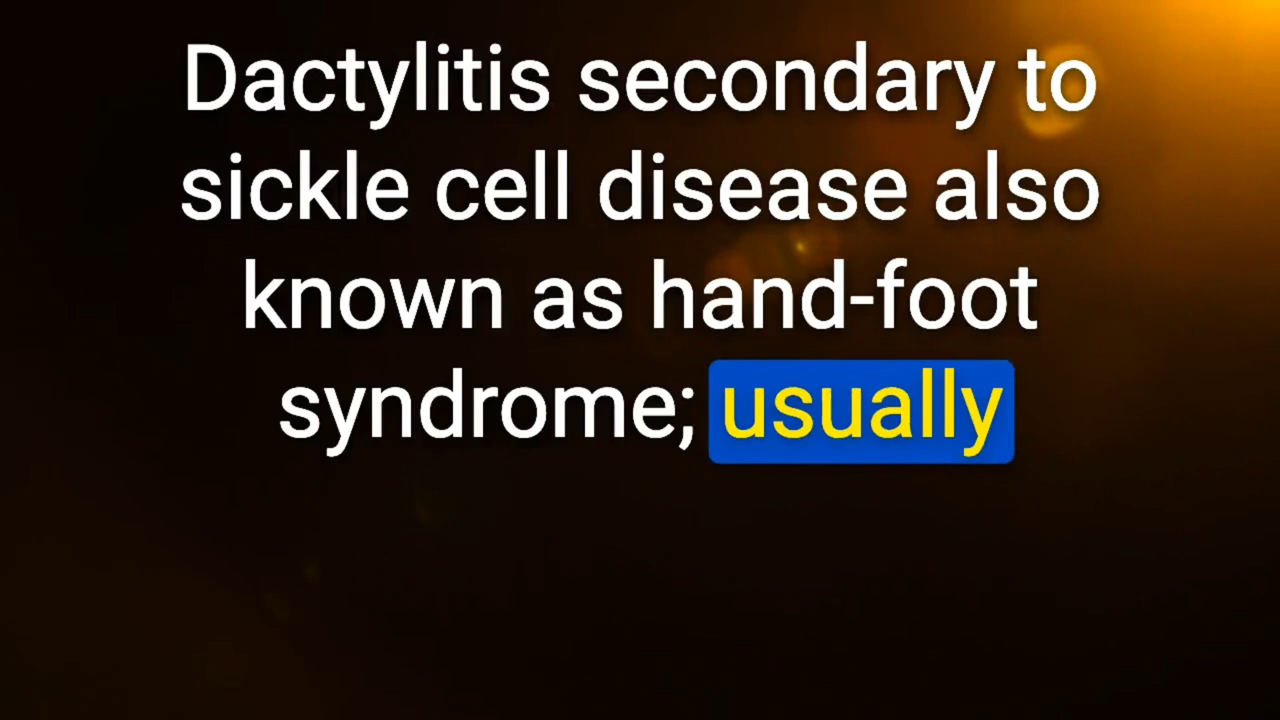 Dactylitis secondary to
sickle cell disease also
known as hand-foot
syndrome; usually